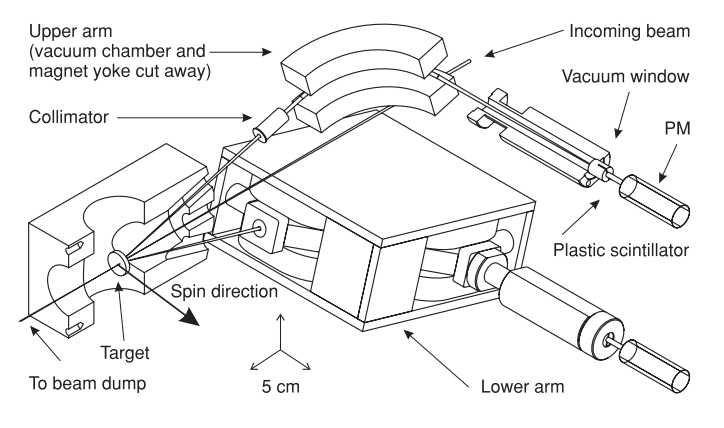 Upper arm
(vacuum chamber and
magnet yoke cut away)
Incoming beam
Vacuum window
Collimator
PM
Plastic scintillator
Spin direction
Target
To beam dump
5 cm
Lower arm